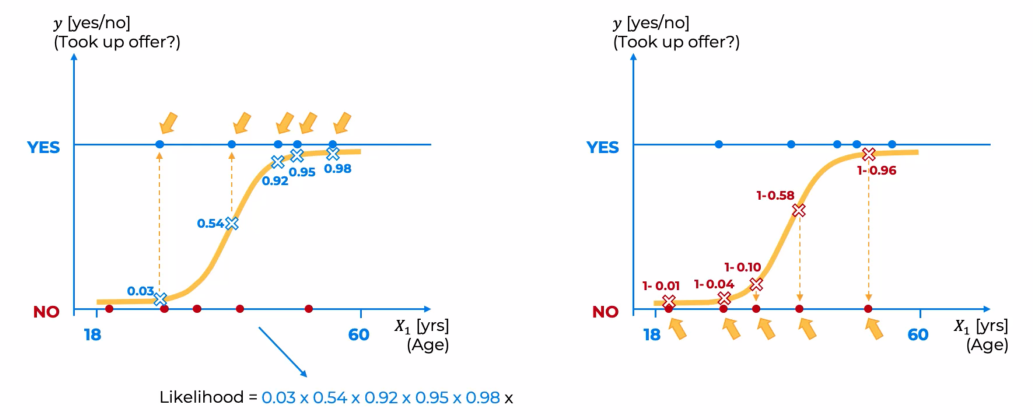 y [yes/no]
(Took up offer?)
YES
0.92
0.95
0.98
0.54
0.03
NO
18
60
X₁ [yrs]
(Age)
Likelihood = 0.03 x 0.54 x 0.92 x 0.95 x 0.98 x
y [yes/no]
(Took up offer?)
YES
1-0.96
1-0.58
1-0.10
1-0.04
1-0.01
NO
18
60
X₁ [yrs]
(Age)